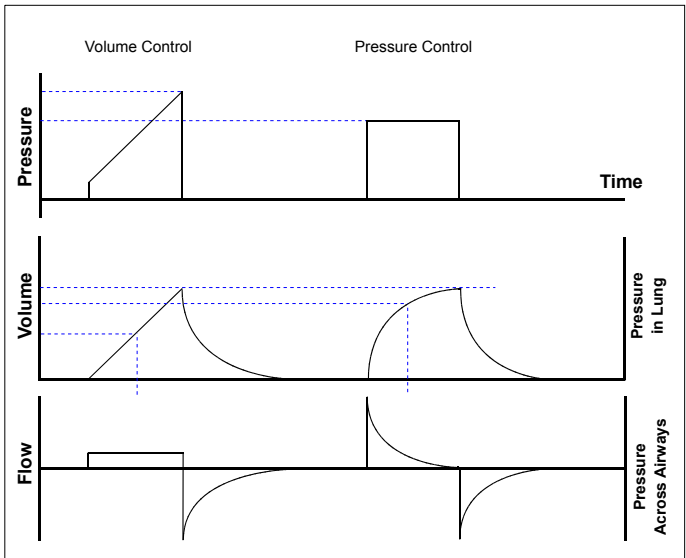 Volume Control
Pressure Control
Pressure
Time
Volume
Pressure
in Lung
Flow
Pressure
Across Airways